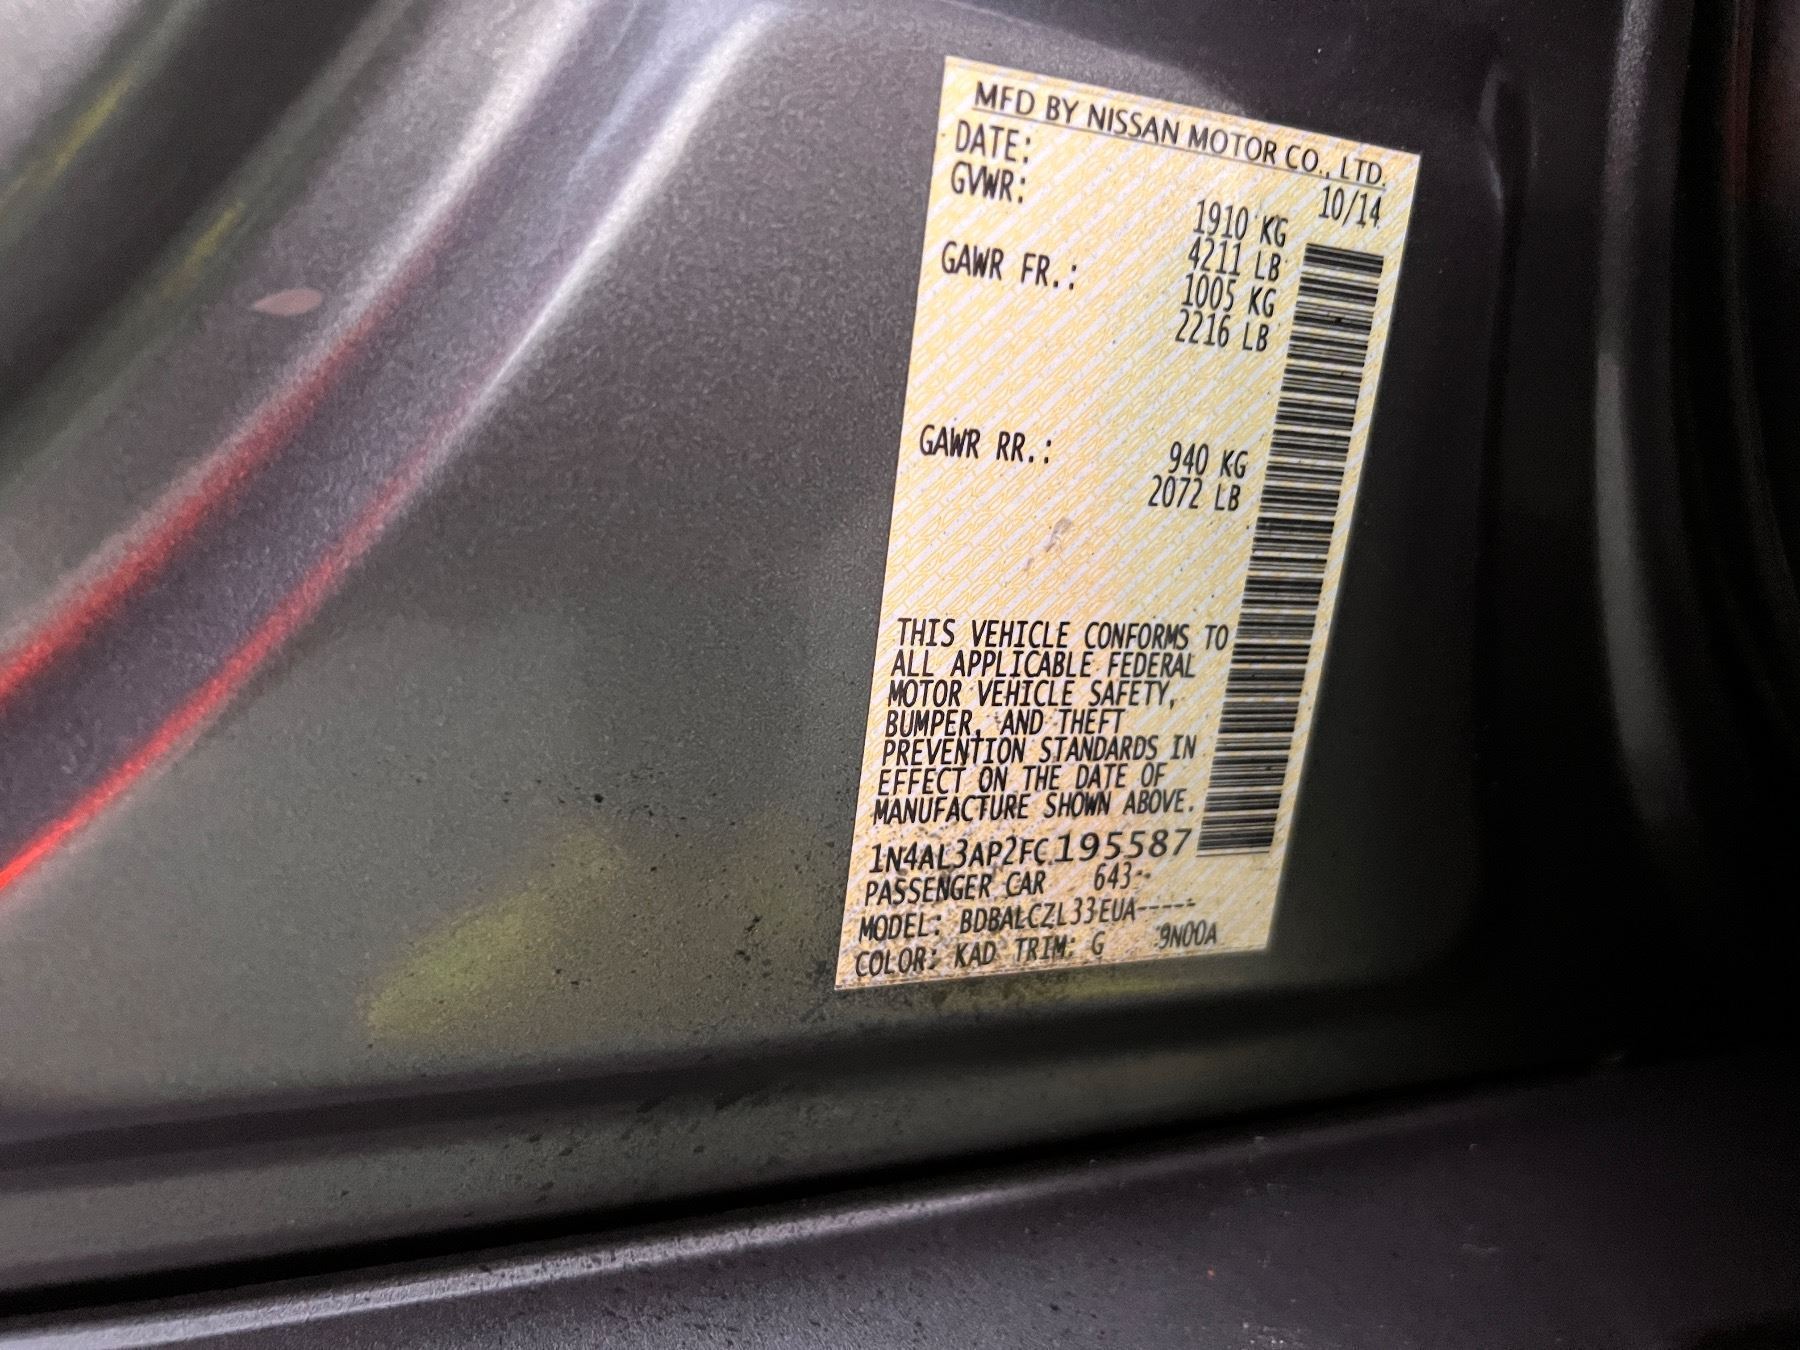 MFD BY NISSAN MOTOR CO., LTD.
DATE: 10/14
GVWR: 1910 KG
4211 LB
GAWR FR.: 1005 KG
2216 LB
GAWR RR.: 940 KG
2072 LB
THIS VEHICLE CONFORMS TO
ALL APPLICABLE FEDERAL
MOTOR VEHICLE SAFETY,
BUMPER, AND THEFT
PREVENTION STANDARDS IN
EFFECT ON THE DATE OF
MANUFACTURE SHOWN ABOVE.
1N4AL3AP2FC195587
PASSENGER CAR 643--
MODEL: BDBALCZL33EUA-----
COLOR: KAD TRIM: G 9N00A